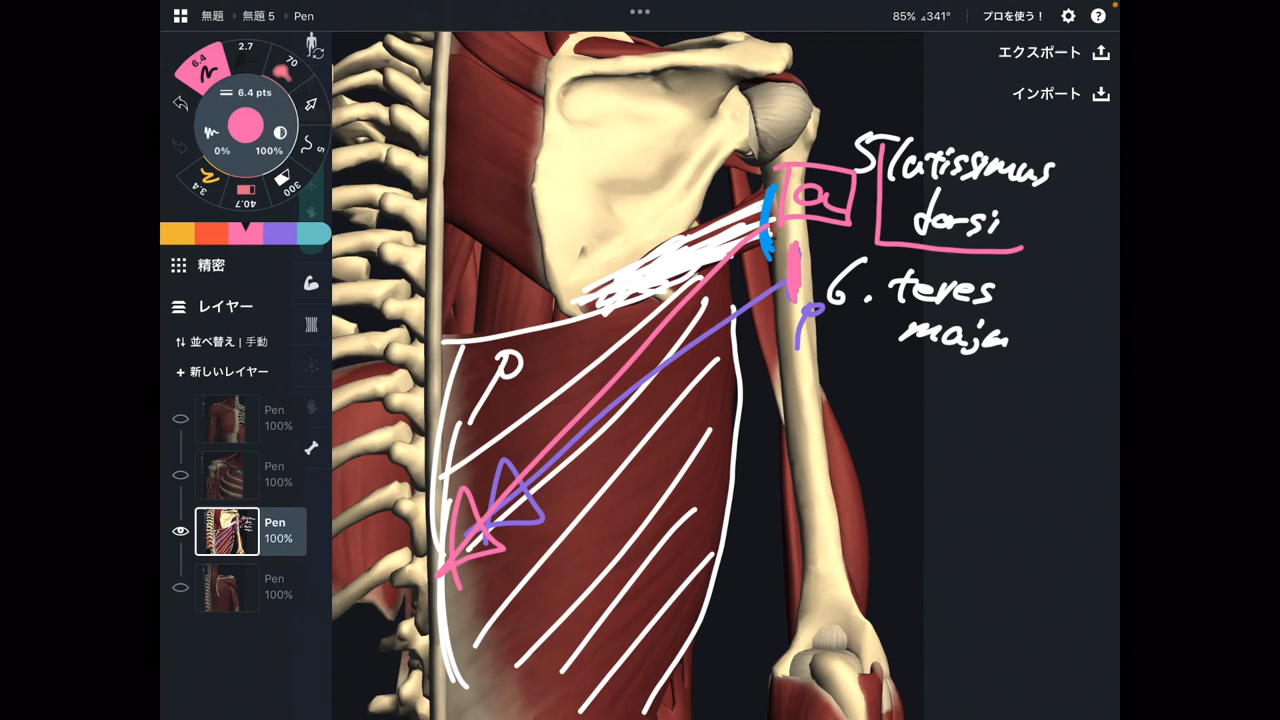 無題 › 無題 5 › Pen
85% ⦟341°
プロを使う！
エクスポート
インポート
2.7
6.4
70
6.4 pts
0%
100%
5
3.4
40.7
300
精密
レイヤー
並べ替え | 手動
+ 新しいレイヤー
Pen
100%
Pen
100%
Pen
100%
Pen
100%
a
5 latissimus
dorsi
6. teres
major
p
p